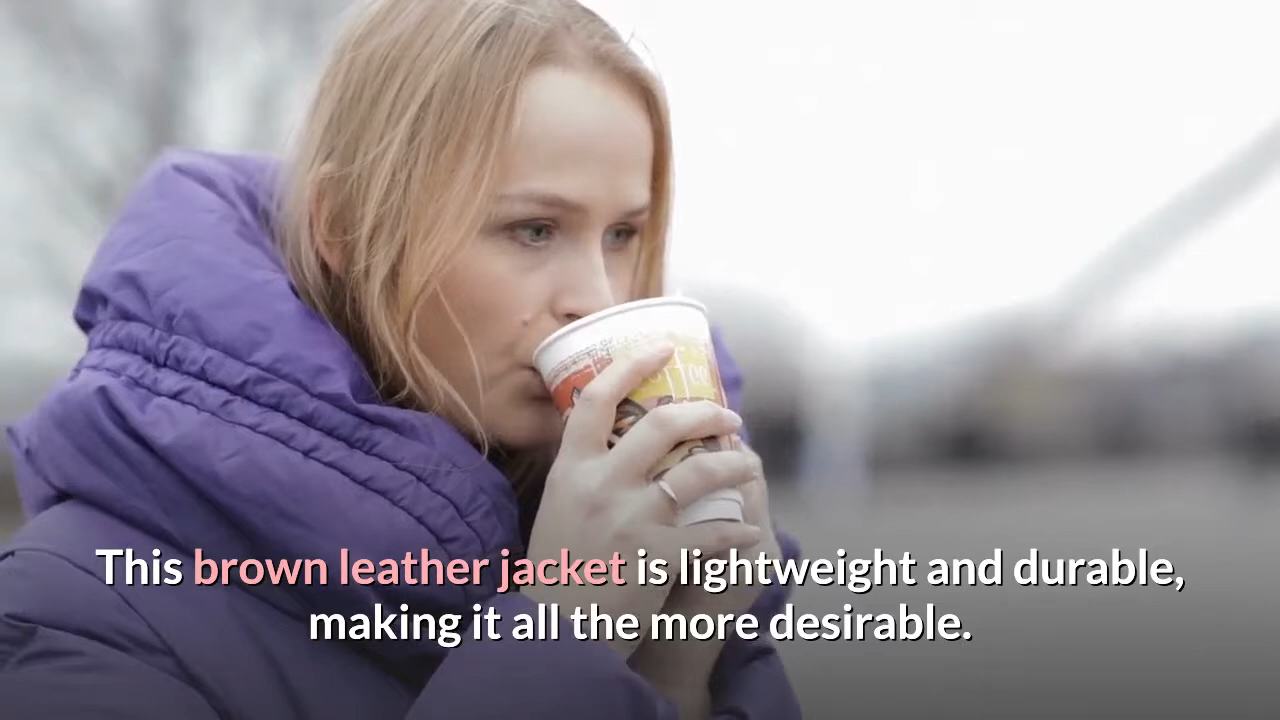 This brown leather jacket is lightweight and durable,
making it all the more desirable.